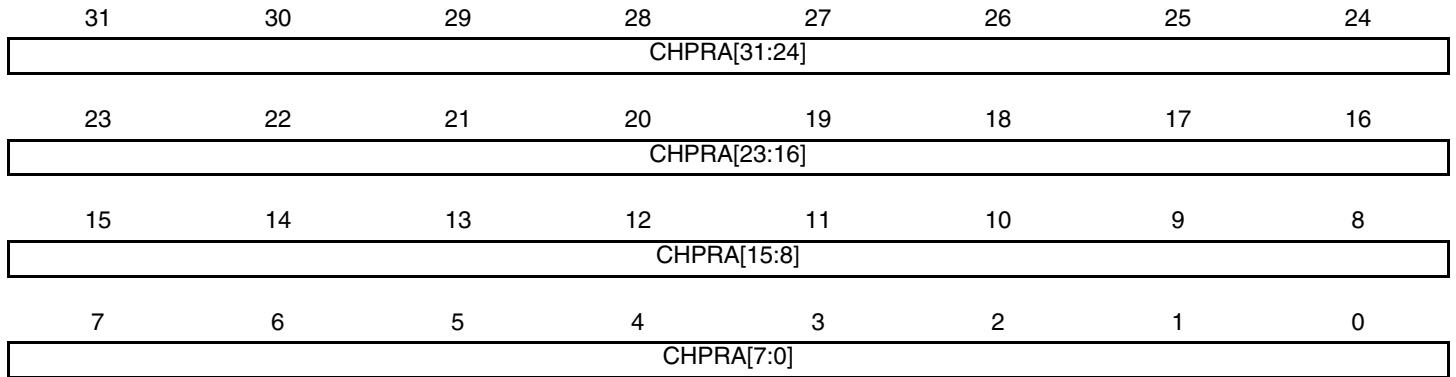 31 30 29 28 27 26 25 24
CHPRA[31:24]
23 22 21 20 19 18 17 16
CHPRA[23:16]
15 14 13 12 11 10 9 8
CHPRA[15:8]
7 6 5 4 3 2 1 0
CHPRA[7:0]